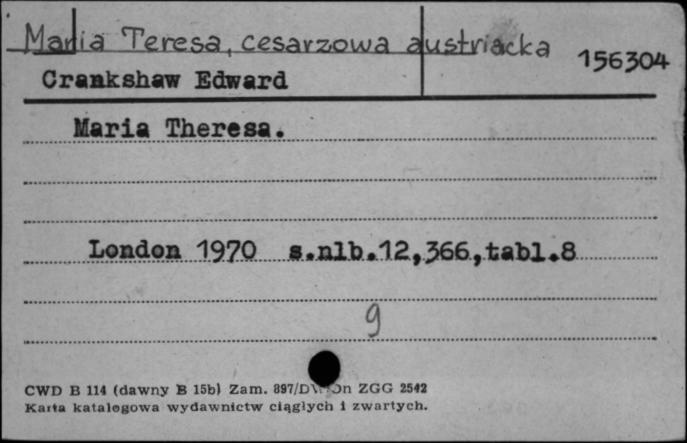 Maria Teresa, cesarzowa austriacka
156304
Crankshaw Edward
Maria Theresa.
London 1970 s.nlb.12,366,tabl.8
9
CWD B 114 (dawny B 15b) Zam. 897/D ZGG 2542
Karta katalogowa wydawnictw ciągłych i zwartych.